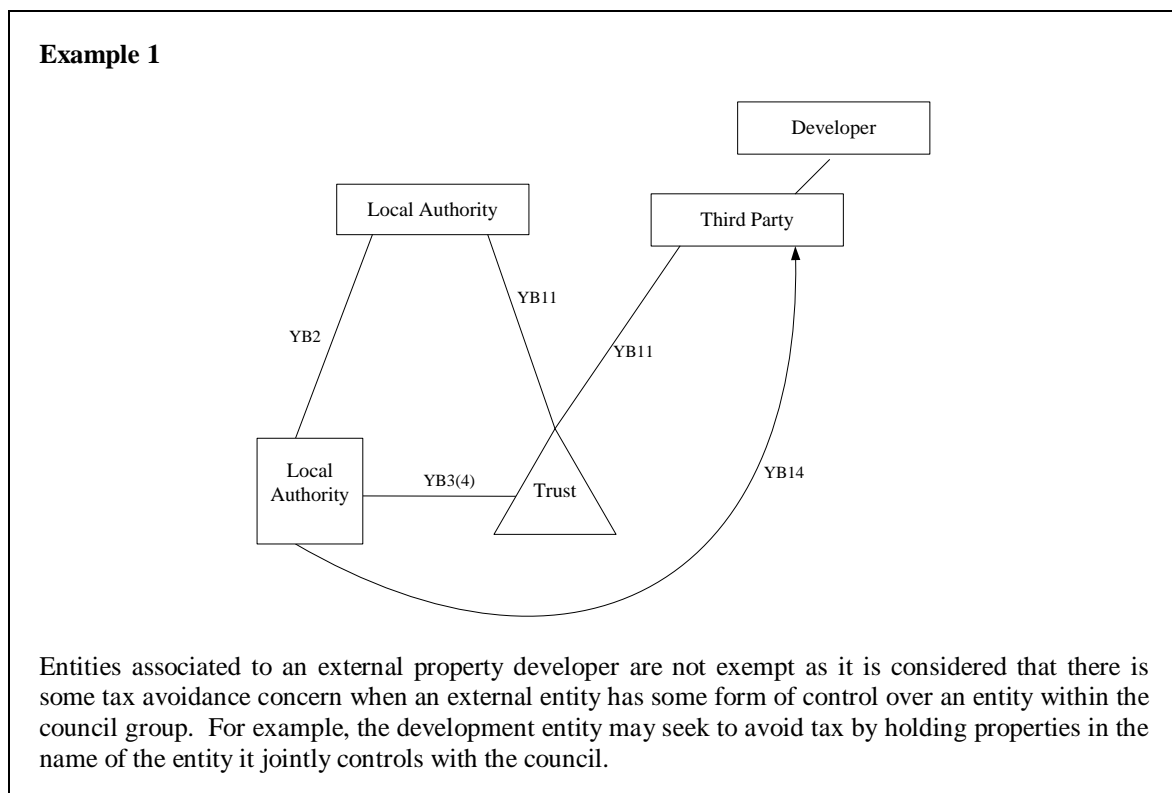 Example 1
Developer
Local Authority
Third Party
YB11
YB2
YB11
Local
Authority
YB3(4)
Trust
YB14
Entities associated to an external property developer are not exempt as it is considered that there is
some tax avoidance concern when an external entity has some form of control over an entity within the
council group.  For example, the development entity may seek to avoid tax by holding properties in the
name of the entity it jointly controls with the council.